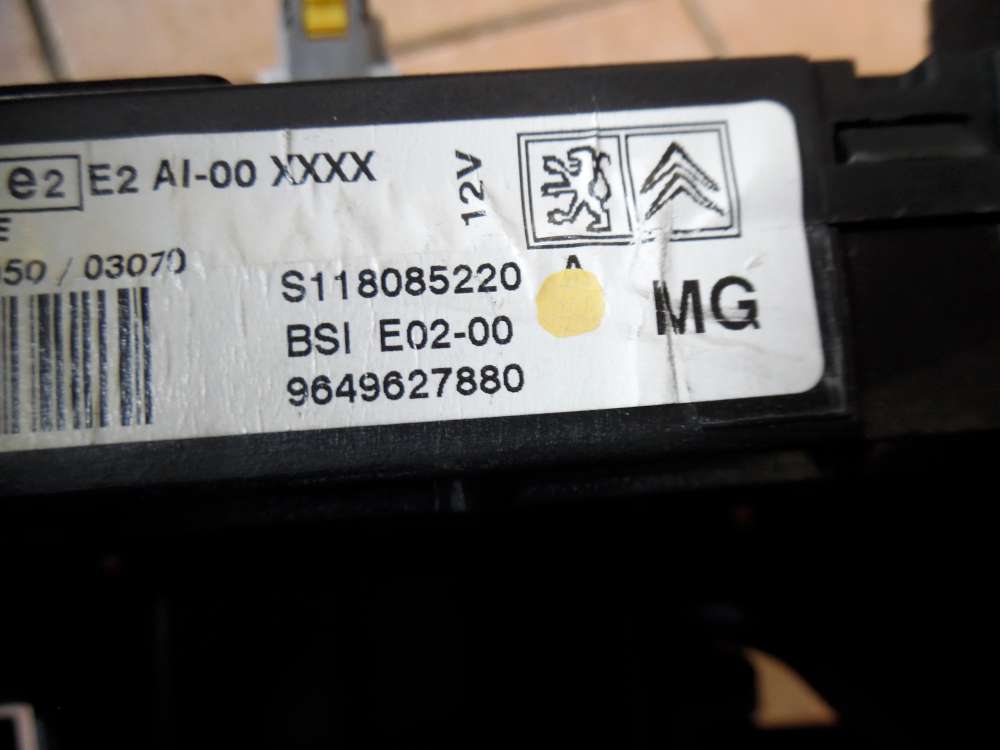 e2 E2 AI-00 XXXX
12V
E
50 / 03070
S118085220 A
BSI E02-00 MG
9649627880